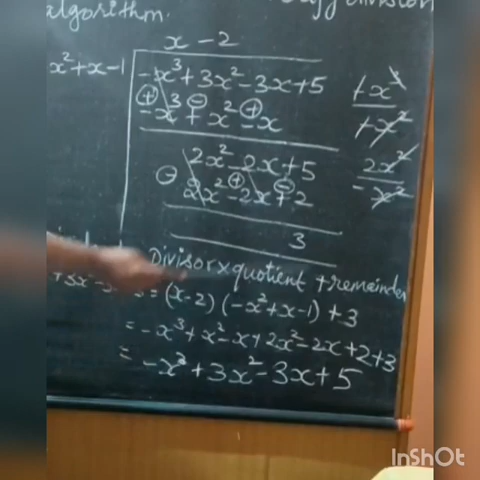 algorithm.
division
x - 2
x² + x - 1
-x³ + 3x² - 3x + 5
-x³ + x² - x
2x² - 2x + 5
2x² - 2x + 2
3
Divisor × quotient + remainder
= (x-2) (-x² + x - 1) + 3
= -x³ + x² - x + 2x² - 2x + 2 + 3
= -x³ + 3x² - 3x + 5
InShOt